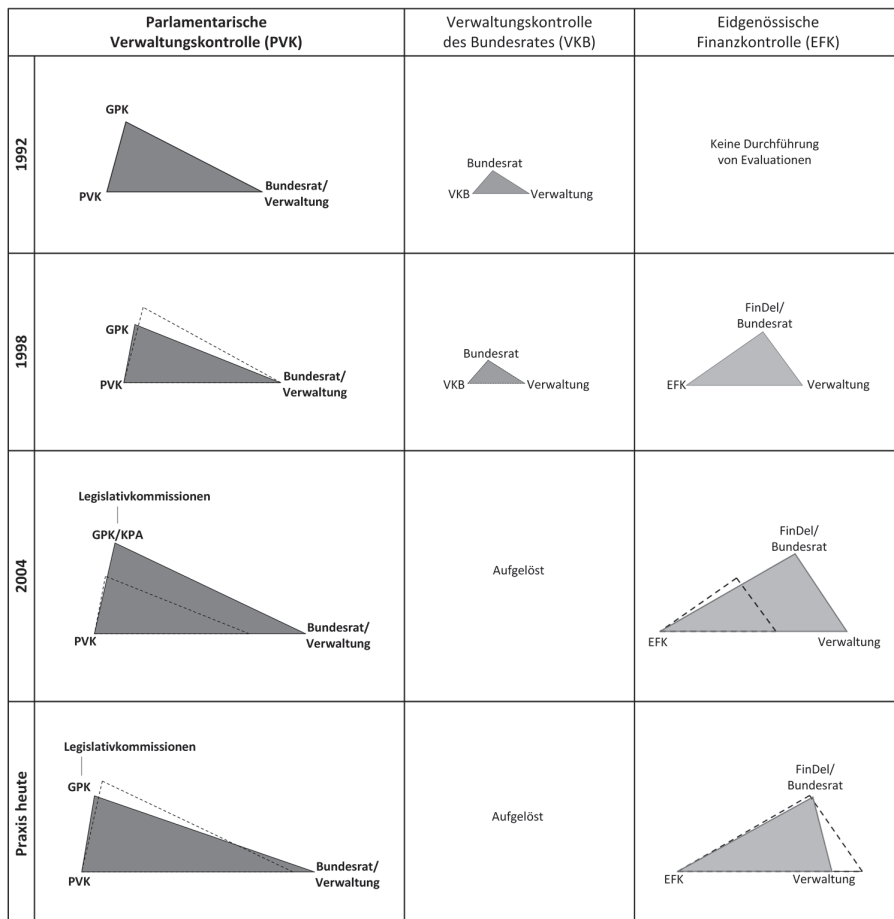 Parlamentarische
Verwaltungskontrolle (PVK)
Verwaltungskontrolle
des Bundesrates (VKB)
Eidgenössische
Finanzkontrolle (EFK)
1992
GPK
PVK
Bundesrat/
Verwaltung
Bundesrat
VKB
Verwaltung
Keine Durchführung
von Evaluationen
1998
GPK
PVK
Bundesrat/
Verwaltung
Bundesrat
VKB
Verwaltung
FinDel/
Bundesrat
EFK
Verwaltung
2004
Legislativkommissionen
GPK/KPA
PVK
Bundesrat/
Verwaltung
Aufgelöst
FinDel/
Bundesrat
EFK
Verwaltung
Praxis heute
Legislativkommissionen
GPK
PVK
Bundesrat/
Verwaltung
Aufgelöst
FinDel/
Bundesrat
EFK
Verwaltung